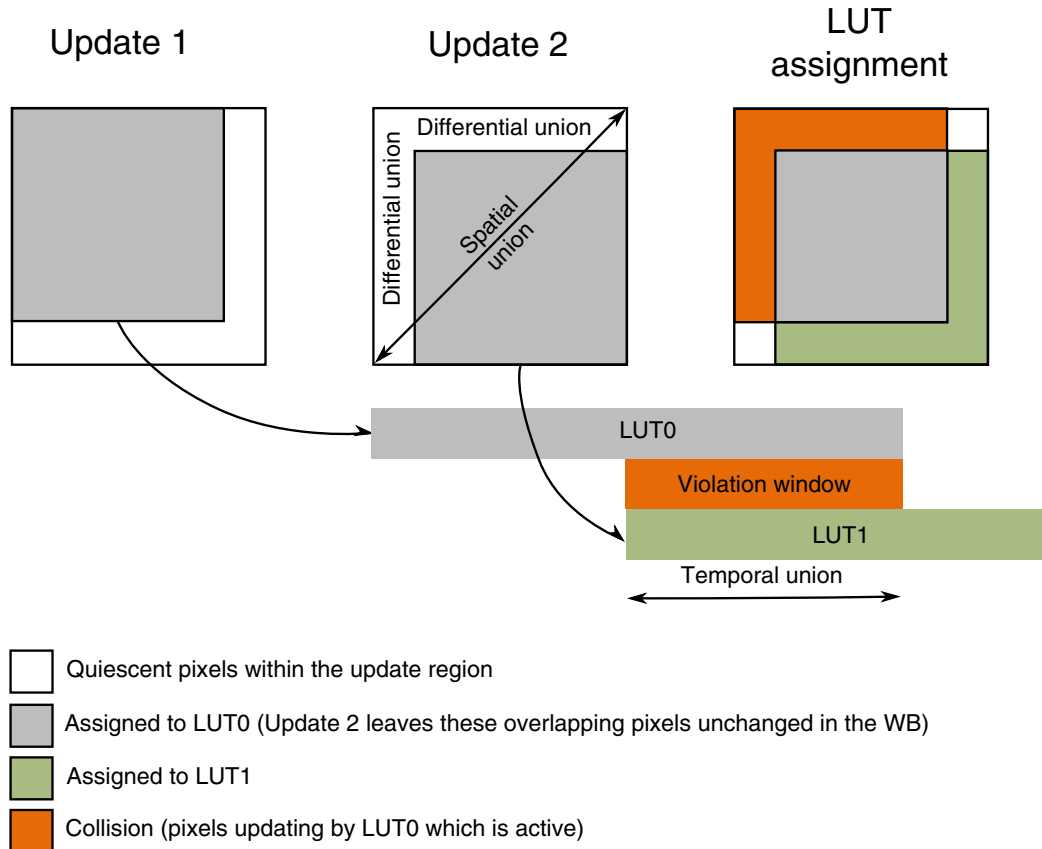 Update 1
Update 2
LUT
assignment
Differential union
Differential union
Spatial
union
LUT0
Violation window
LUT1
Temporal union
Quiescent pixels within the update region
Assigned to LUT0 (Update 2 leaves these overlapping pixels unchanged in the WB)
Assigned to LUT1
Collision (pixels updating by LUT0 which is active)